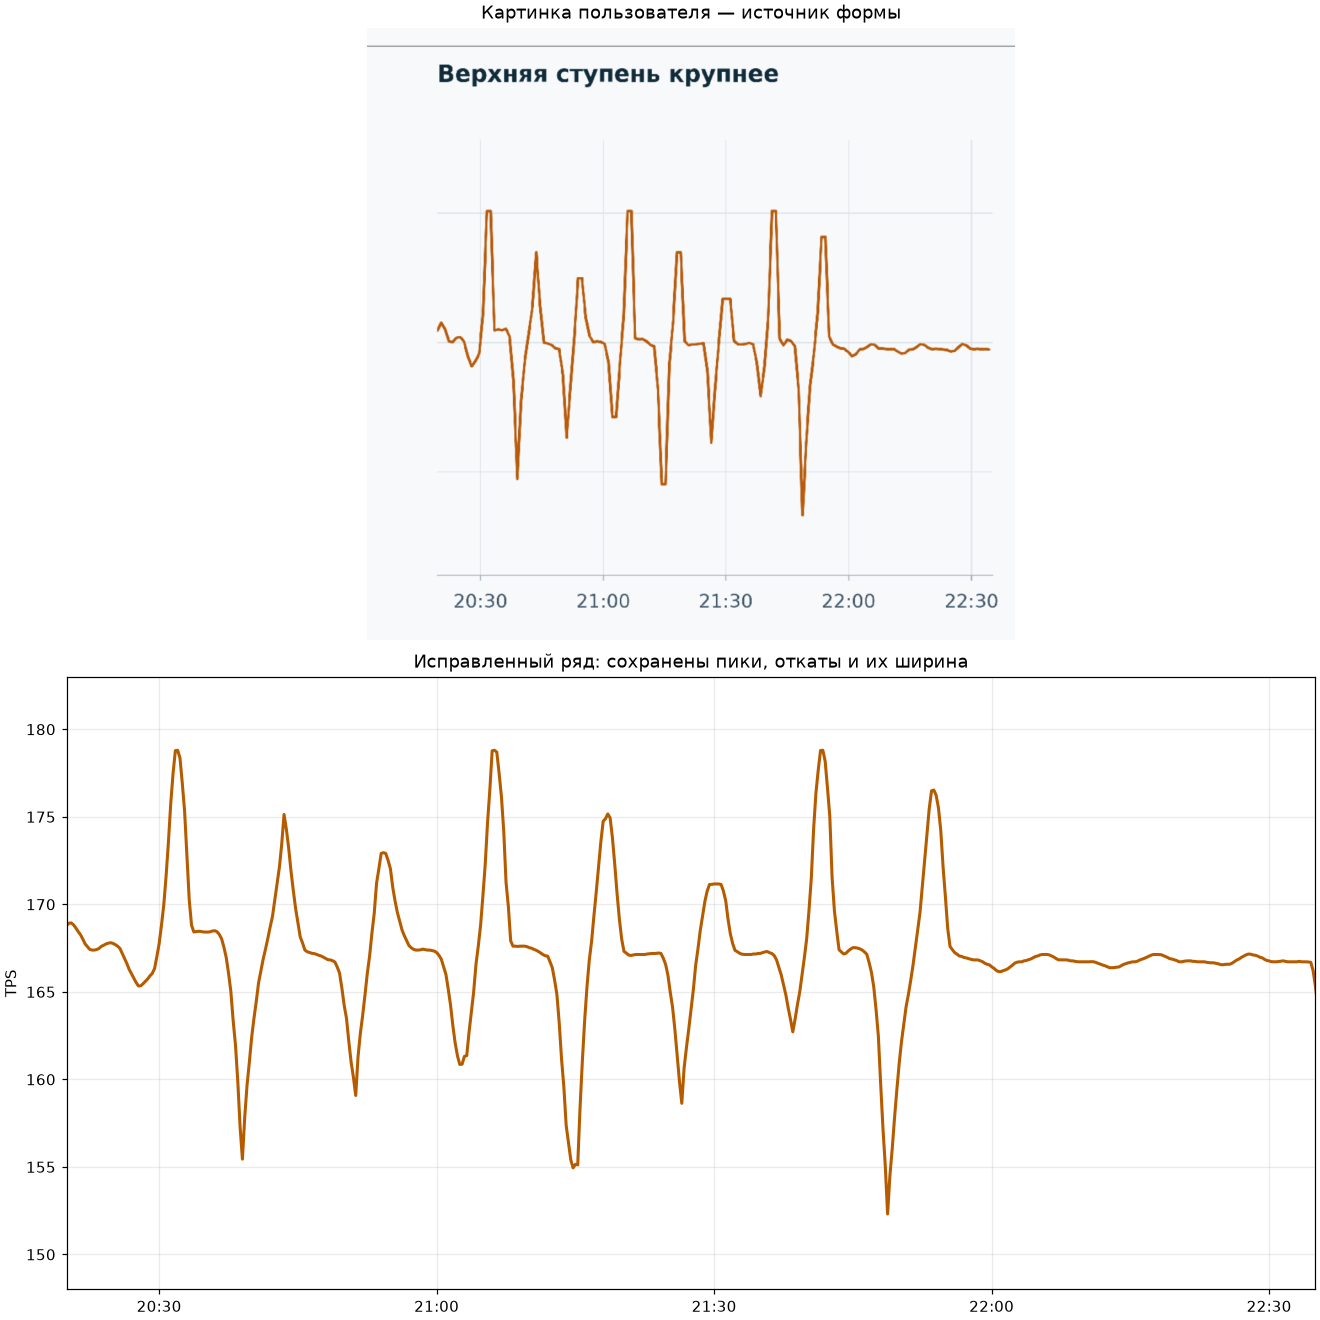 Картинка пользователя — источник формы
Верхняя ступень крупнее
20:30 21:00 21:30 22:00 22:30
Исправленный ряд: сохранены пики, откаты и их ширина
180
175
170
165
160
155
150
TPS
20:30 21:00 21:30 22:00 22:30